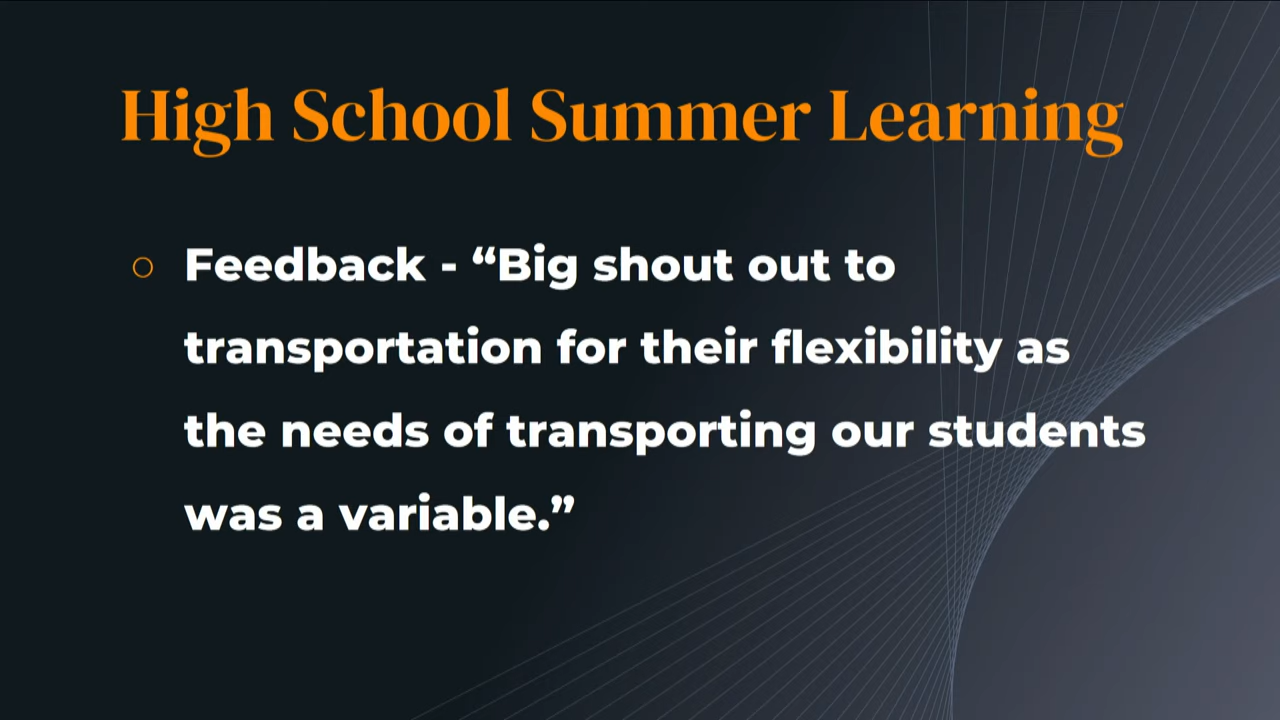 High School Summer Learning
Feedback - “Big shout out to
transportation for their flexibility as
the needs of transporting our students
was a variable.”